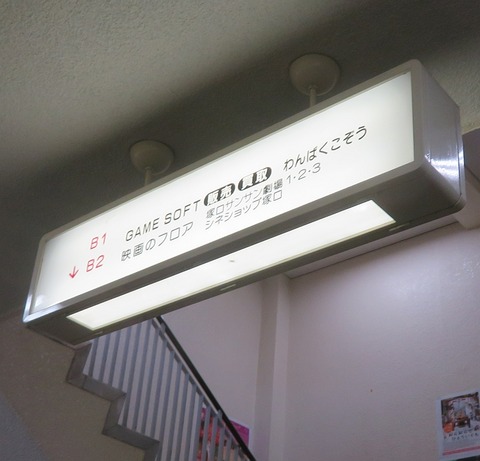 B1 GAME SOFT 販売 買取 わんぱくこぞう
↓ B2 映画のフロア 塚口サンサン劇場1・2・3
シネショップ塚口